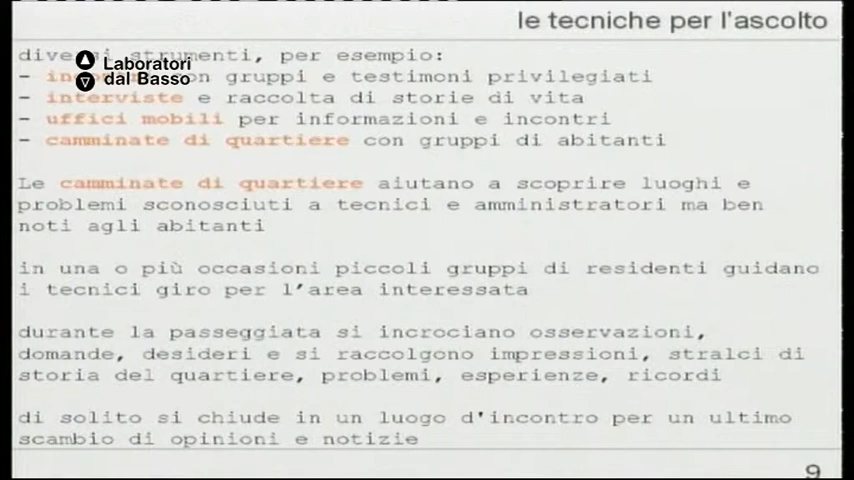 le tecniche per l'ascolto
diversi strumenti, per esempio:
Laboratori
dal Basso
- con gruppi e testimoni privilegiati
- interviste e raccolta di storie di vita
- uffici mobili per informazioni e incontri
- camminate di quartiere con gruppi di abitanti
Le camminate di quartiere aiutano a scoprire luoghi e
problemi sconosciuti a tecnici e amministratori ma ben
noti agli abitanti
in una o più occasioni piccoli gruppi di residenti guidano
i tecnici giro per l'area interessata
durante la passeggiata si incrociano osservazioni,
domande, desideri e si raccolgono impressioni, stralci di
storia del quartiere, problemi, esperienze, ricordi
di solito si chiude in un luogo d'incontro per un ultimo
scambio di opinioni e notizie
9